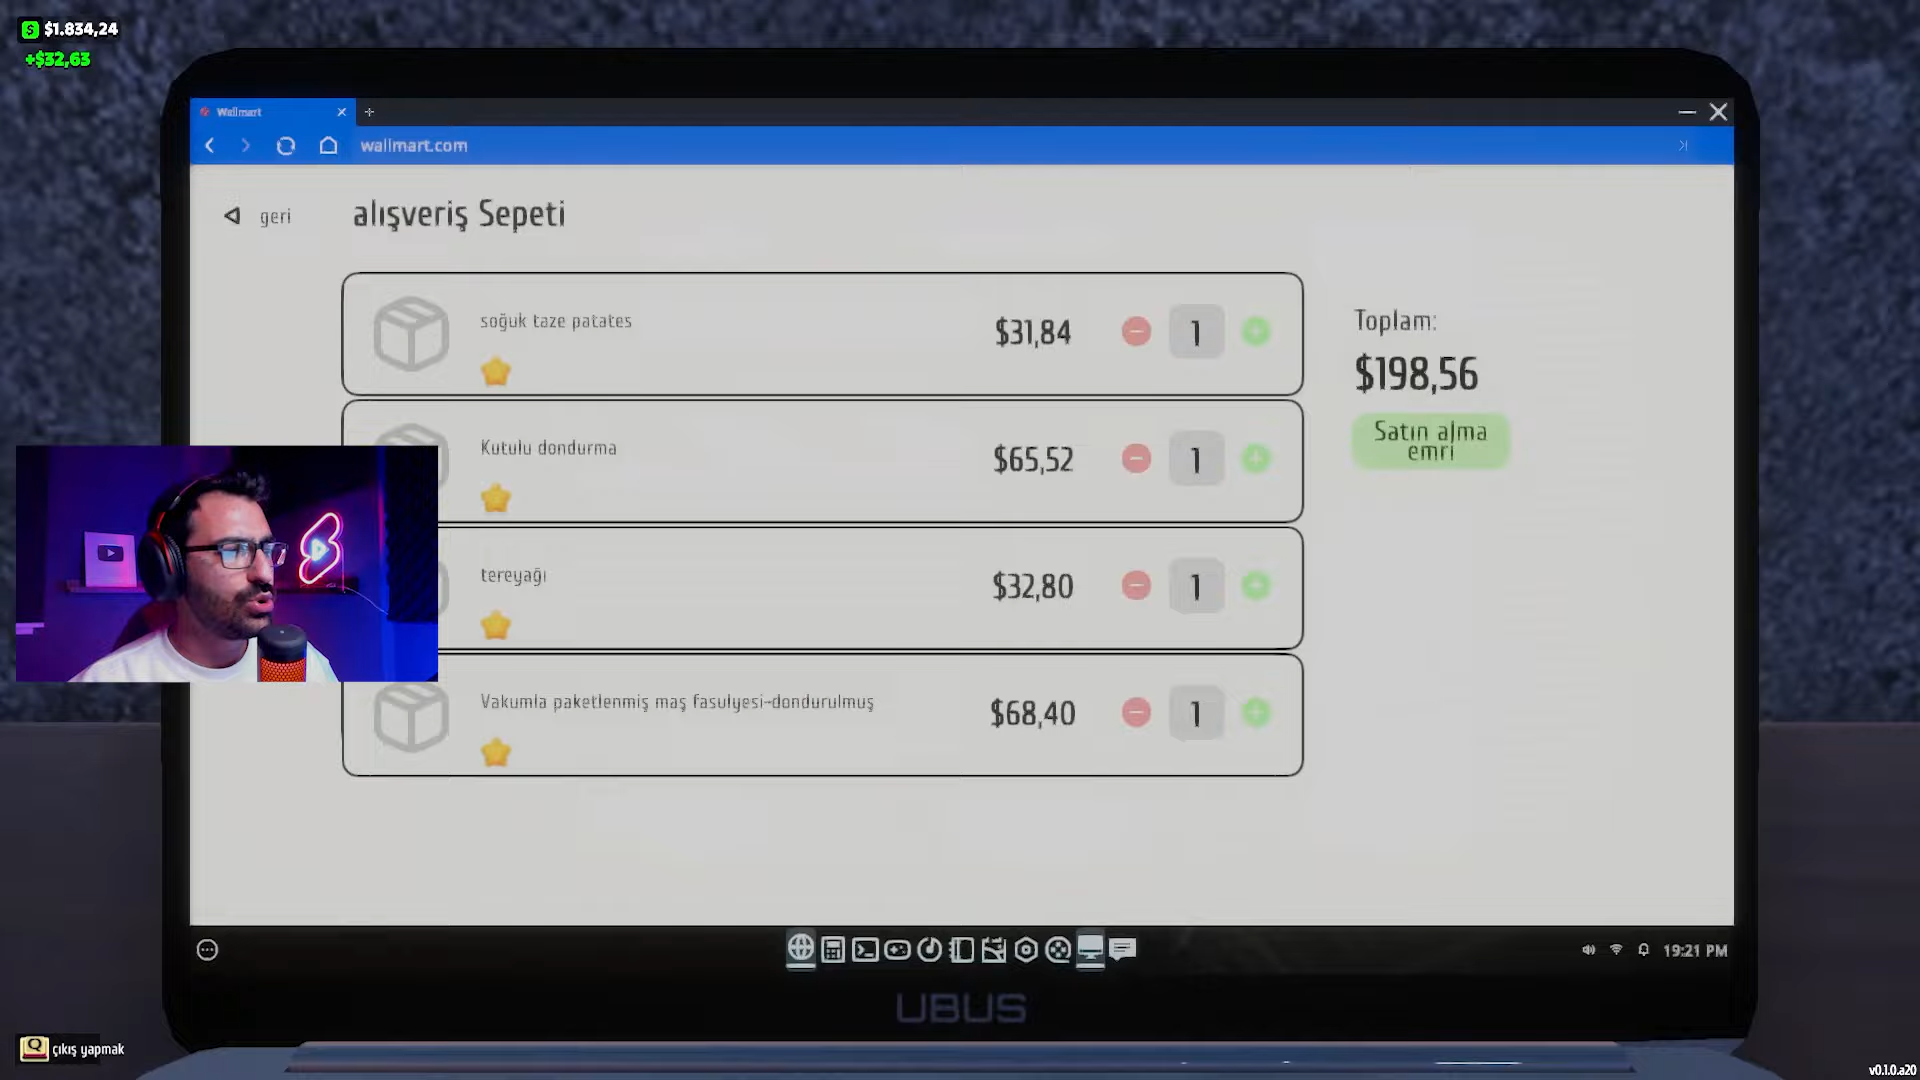 $1.834,24
+$32,63
Wallmart
wallmart.com
geri
alışveriş Sepeti
soğuk taze patates
$31,84
1
Kutulu dondurma
$65,52
1
tereyağı
$32,80
1
Vakumla paketlenmiş maş fasulyesi-dondurulmuş
$68,40
1
Toplam:
$198,56
Satın alma
emri
19:21 PM
UBUS
Q çıkış yapmak
v0.1.0.a20